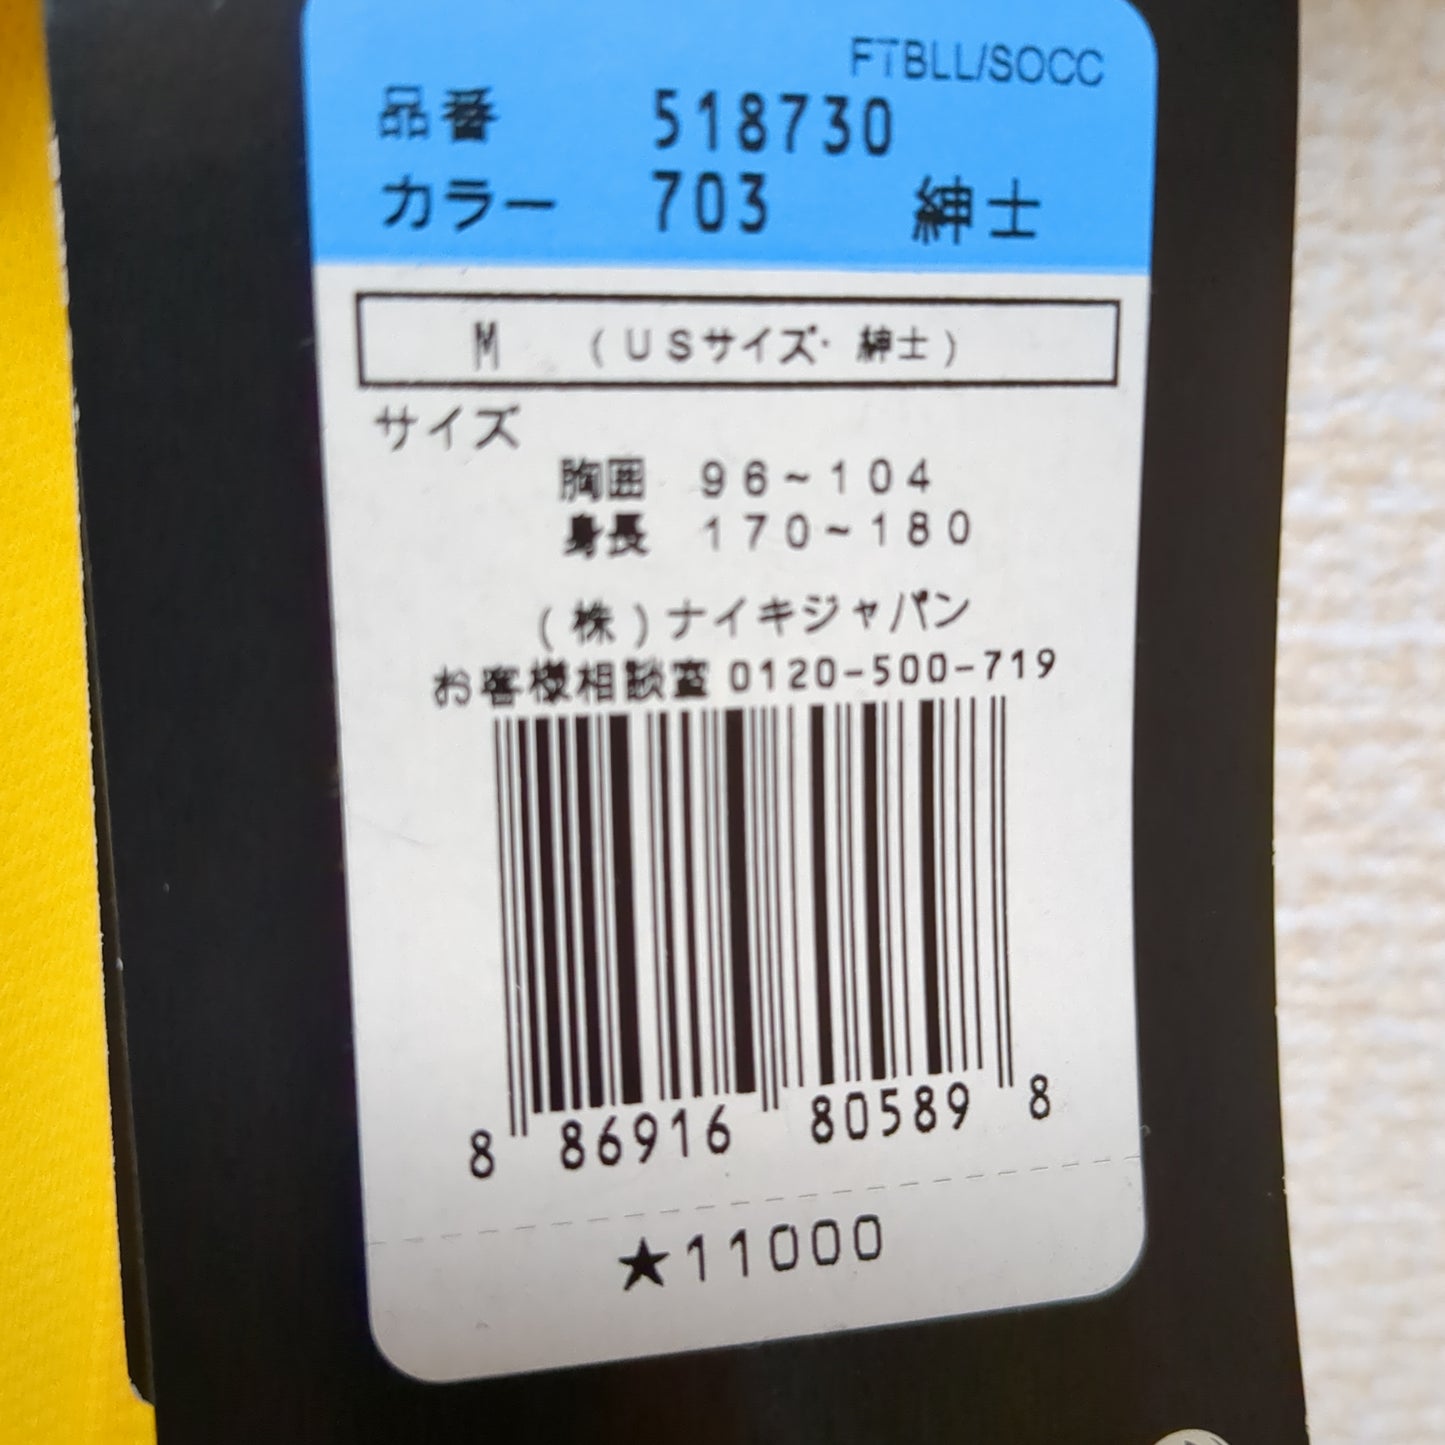 FTBLL/SOCC
品番 518730
カラー 703 紳士
M (USサイズ・紳士)
サイズ
胸囲 96~104
身長 170~180
(株)ナイキジャパン
お客様相談室 0120-500-719
8 86916 80589 8
★11000